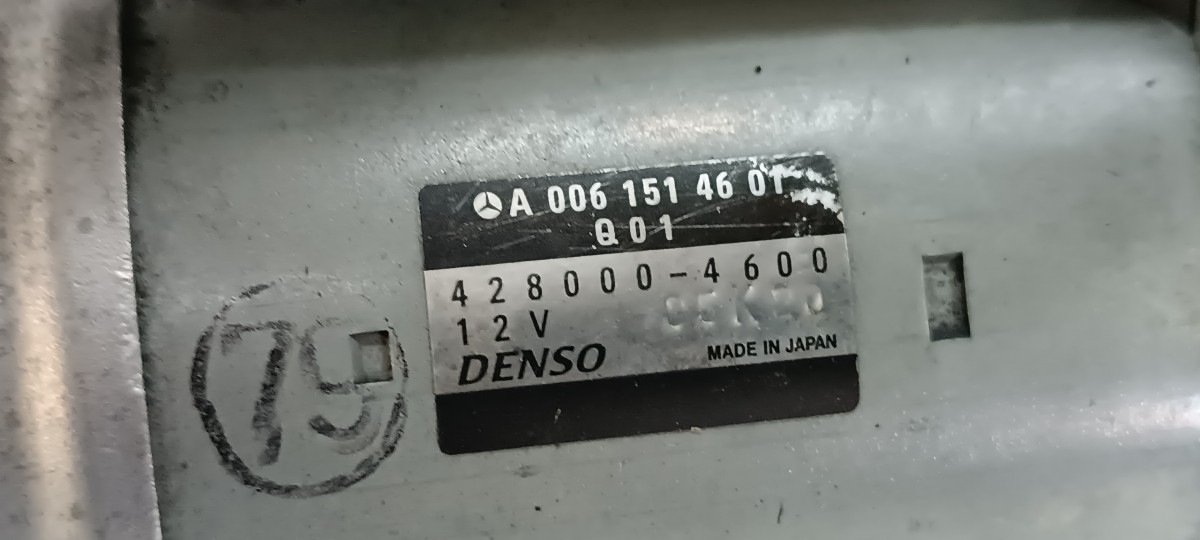 A 006 151 46 01
Q01
428000-4600
12V
DENSO
MADE IN JAPAN
79